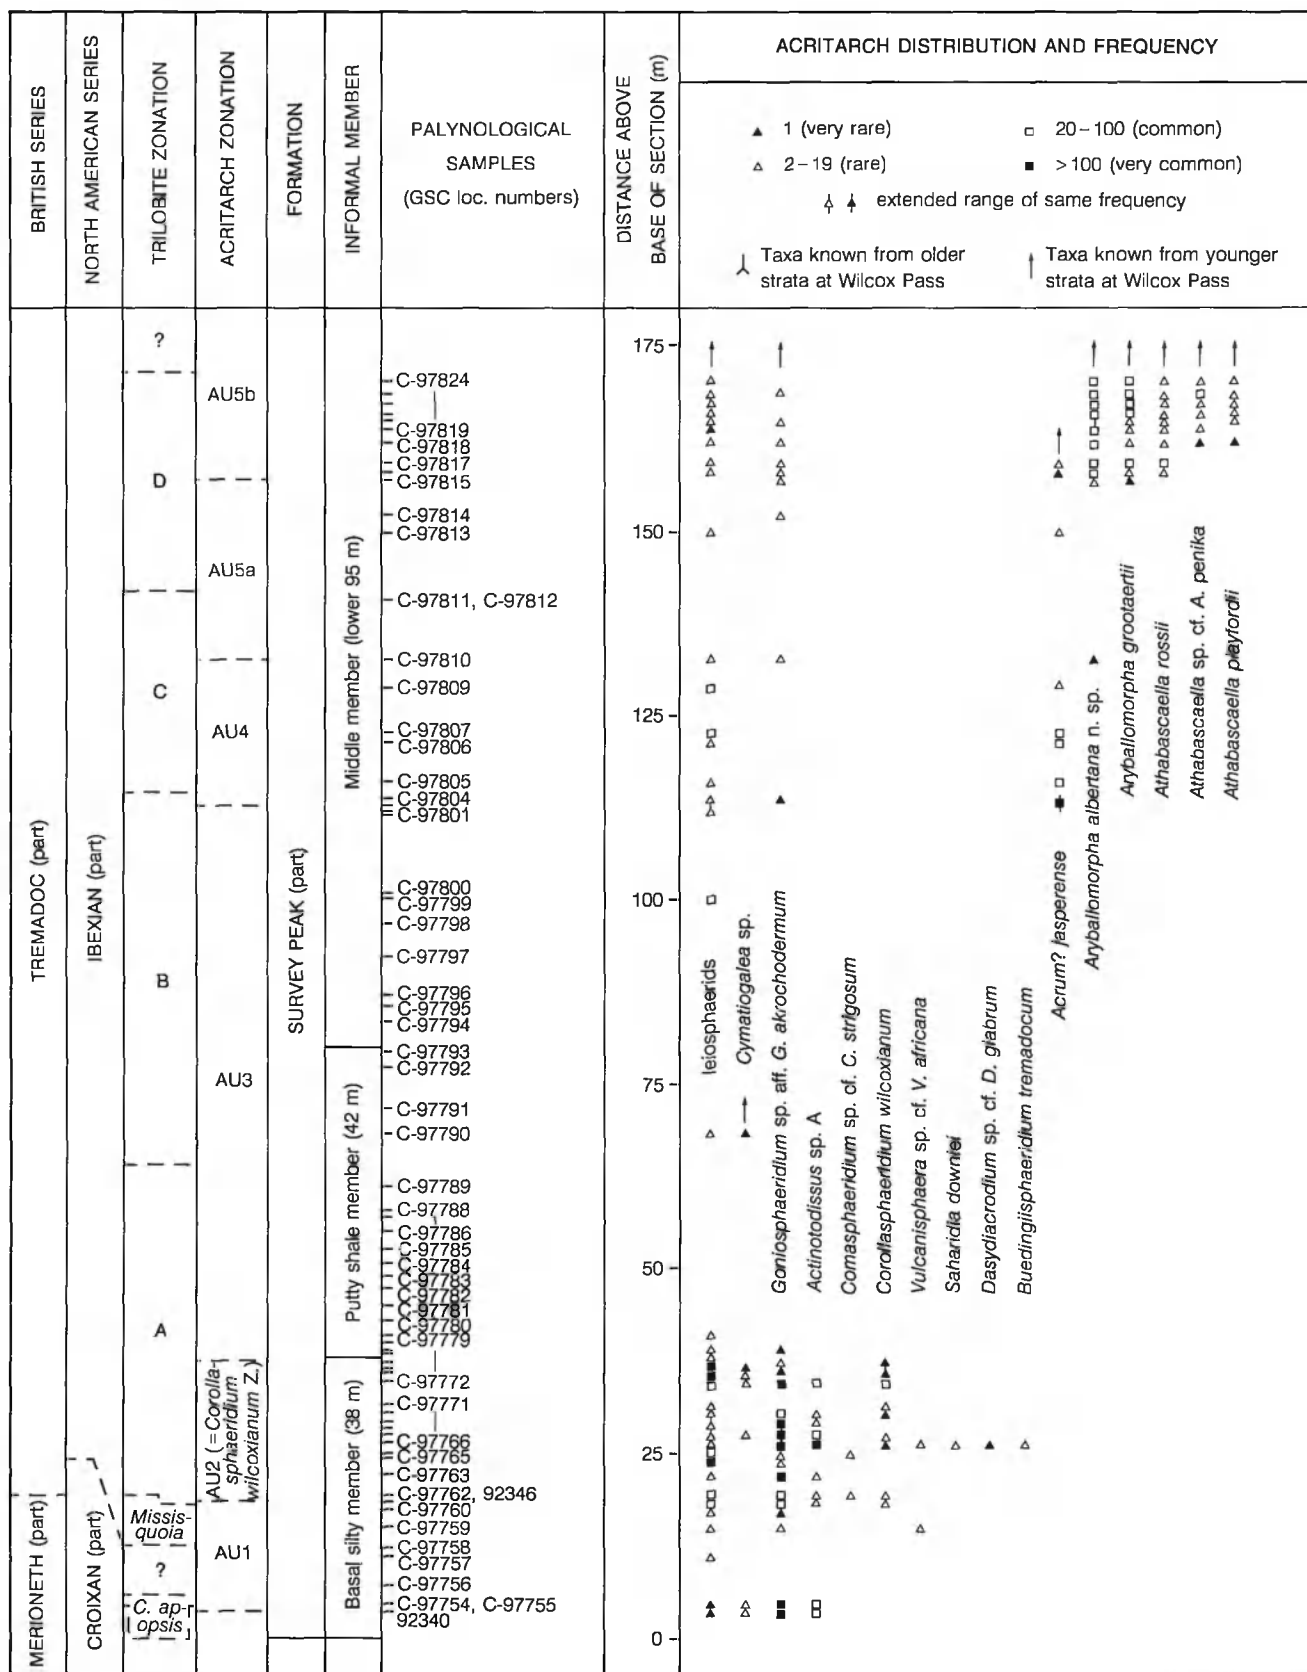 BRITISH SERIES
NORTH AMERICAN SERIES
TRILOBITE ZONATION
ACRITARCH ZONATION
FORMATION
INFORMAL MEMBER
PALYNOLOGICAL
SAMPLES
(GSC loc. numbers)
DISTANCE ABOVE
BASE OF SECTION (m)
ACRITARCH DISTRIBUTION AND FREQUENCY
1 (very rare)
20–100 (common)
2–19 (rare)
>100 (very common)
extended range of same frequency
Taxa known from older
strata at Wilcox Pass
Taxa known from younger
strata at Wilcox Pass
TREMADOC (part)
MERIONETH (part)
IBEXIAN (part)
CROIXAN (part)
?
D
C
B
A
Missis-
quoia
?
C. ap-
opsis
AU5b
AU5a
AU4
AU3
AU2 (=Corolla-
sphaeridium
wilcoxianum Z.)
AU1
SURVEY PEAK (part)
Middle member (lower 95 m)
Putty shale member (42 m)
Basal silty member (38 m)
C-97824
C-97819
C-97818
C-97817
C-97815
C-97814
C-97813
C-97811, C-97812
C-97810
C-97809
C-97807
C-97806
C-97805
C-97804
C-97801
C-97800
C-97799
C-97798
C-97797
C-97796
C-97795
C-97794
C-97793
C-97792
C-97791
C-97790
C-97789
C-97788
C-97786
C-97785
C-97784
C-97783
C-97782
C-97781
C-97780
C-97779
C-97772
C-97771
C-97766
C-97765
C-97763
C-97762, 92346
C-97760
C-97759
C-97758
C-97757
C-97756
C-97754, C-97755
92340
175
150
125
100
75
50
25
0
leiosphaerids
Cymatiogalea sp.
Goniosphaeridium sp. aff. G. akrochodermum
Actinotodissus sp. A
Comasphaeridium sp. cf. C. strigosum
Corollasphaeridium wilcoxianum
Vulcanisphaera sp. cf. V. africana
Saharidia downiei
Dasydiacrodium sp. cf. D. glabrum
Buedingiisphaeridium tremadocum
Acrum? jasperense
Aryballomorpha albertana n. sp.
Aryballomorpha grootaertii
Athabascaella rossii
Athabascaella sp. cf. A. penika
Athabascaella playfordii